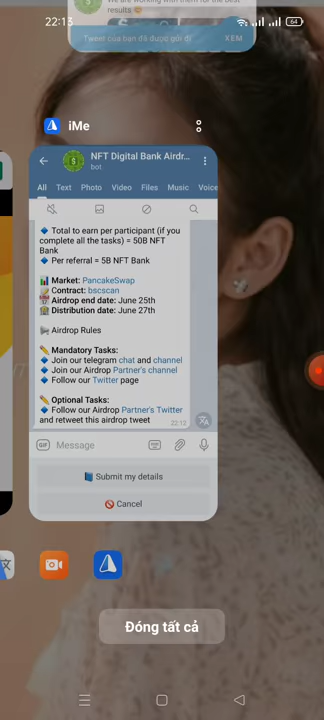 We are working with them for the best
results 😍
22:13
64
Tweet của bạn đã được gửi đi
XEM
iMe
NFT Digital Bank Airdr...
bot
All Text Photo Video Files Music Voice
🔹 Total to earn per participant (if you
complete all the tasks) = 50B NFT
Bank
🔹 Per referral = 5B NFT Bank
📊 Market: PancakeSwap
📝 Contract: bscscan
📅 Airdrop end date: June 25th
🏦 Distribution date: June 27th
📢 Airdrop Rules
✏️ Mandatory Tasks:
🔹 Join our telegram chat and channel
🔹 Join our Airdrop Partner's channel
🔹 Follow our Twitter page
✏️ Optional Tasks:
🔹 Follow our Airdrop Partner's Twitter
and retweet this airdrop tweet
22:12
GIF
Message
📘 Submit my details
🚫 Cancel
Đóng tất cả